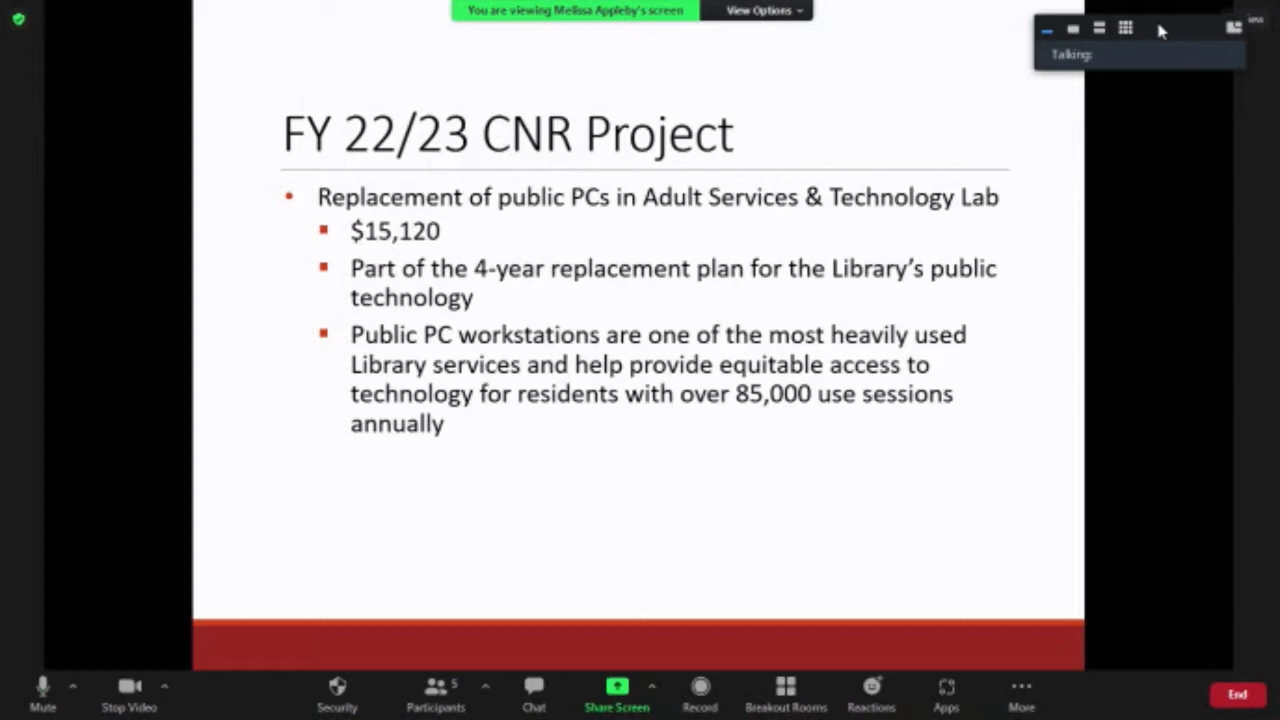 You are viewing Melissa Appleby's screen
View Options
Talking:
FY 22/23 CNR Project
• Replacement of public PCs in Adult Services & Technology Lab
▪ $15,120
▪ Part of the 4-year replacement plan for the Library’s public
technology
▪ Public PC workstations are one of the most heavily used
Library services and help provide equitable access to
technology for residents with over 85,000 use sessions
annually
Mute
Stop Video
Security
Participants
5
Chat
Share Screen
Record
Breakout Rooms
Reactions
Apps
More
End